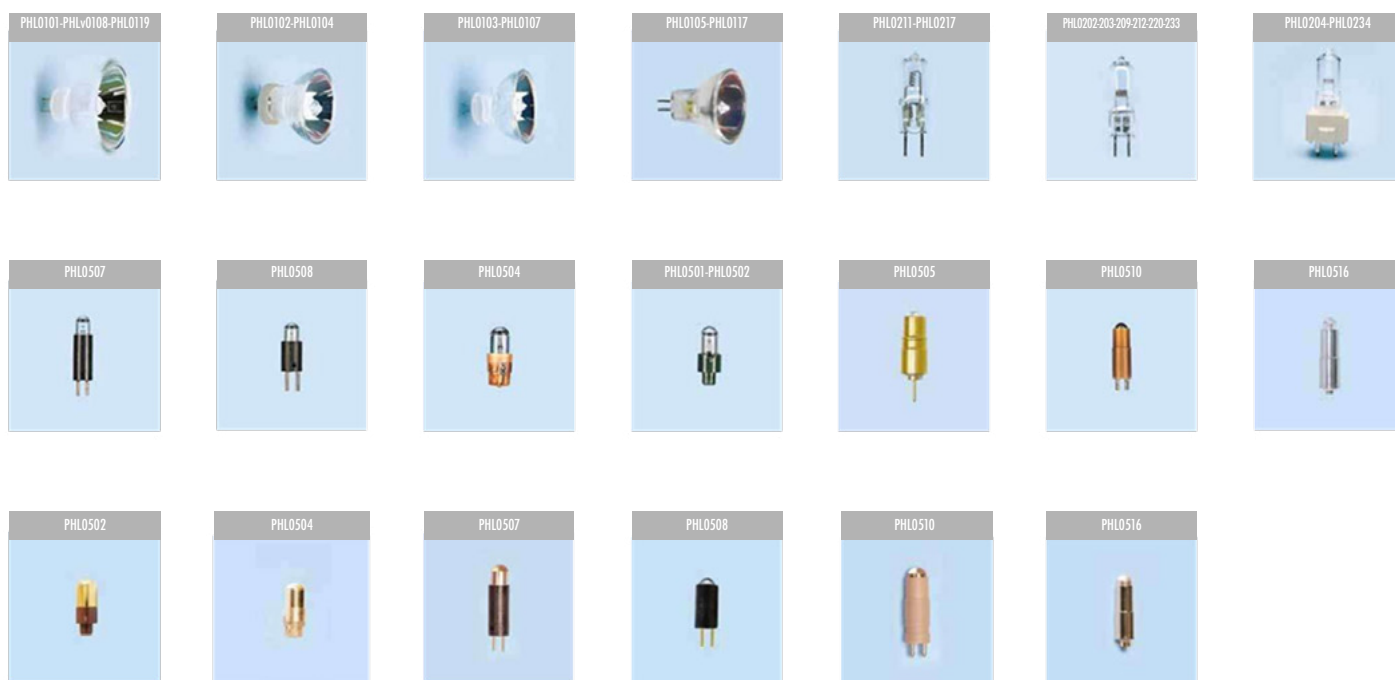 PHL0101-PHLv0108-PHL0119
PHL0102-PHL0104
PHL0103-PHL0107
PHL0105-PHL0117
PHL0211-PHL0217
PHL0202-203-209-212-220-233
PHL0204-PHL0234
PHL0507
PHL0508
PHL0504
PHL0501-PHL0502
PHL0505
PHL0510
PHL0516
PHL0502
PHL0504
PHL0507
PHL0508
PHL0510
PHL0516